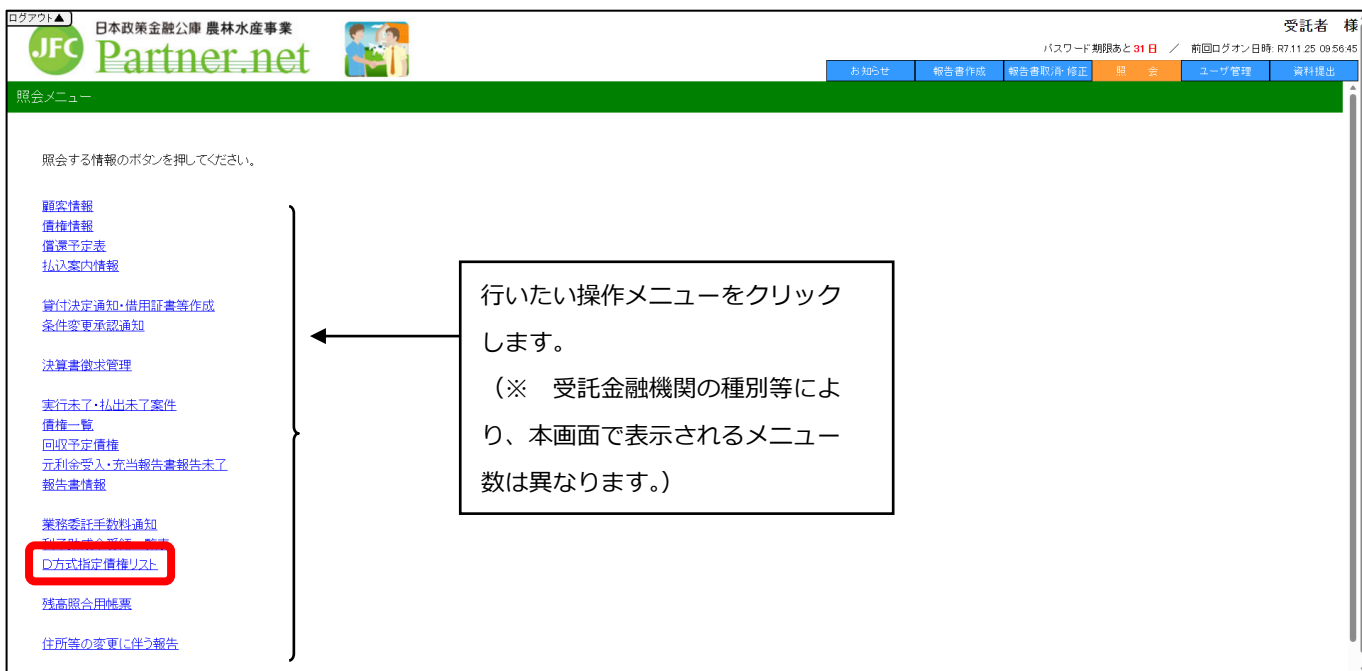 ログアウト▲
日本政策金融公庫 農林水産事業
JFC
Partner.net
受託者 様
パスワード期限あと31日 ／ 前回ログオン日時: R7.11.25 09:56:45
お知らせ 報告書作成 報告書取消・修正 照 会 ユーザ管理 資料提出
照会メニュー
照会する情報のボタンを押してください。
顧客情報
債権情報
償還予定表
払込案内情報
貸付決定通知・借用証書等作成
条件変更承認通知
決算書徴求管理
実行未了・払出未了案件
債権一覧
回収予定債権
元利金受入・充当報告書報告未了
報告書情報
業務委託手数料通知
D方式指定債権リスト
残高照合用帳票
住所等の変更に伴う報告
行いたい操作メニューをクリック
します。
（※　受託金融機関の種別等によ
り、本画面で表示されるメニュー
数は異なります。）